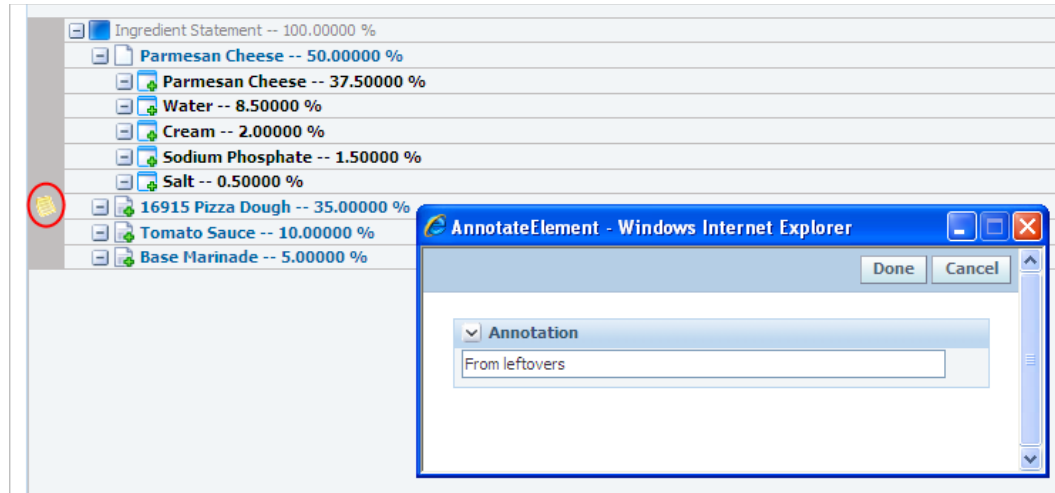 Ingredient Statement -- 100.00000 %
Parmesan Cheese -- 50.00000 %
Parmesan Cheese -- 37.50000 %
Water -- 8.50000 %
Cream -- 2.00000 %
Sodium Phosphate -- 1.50000 %
Salt -- 0.50000 %
16915 Pizza Dough -- 35.00000 %
Tomato Sauce -- 10.00000 %
Base Marinade -- 5.00000 %
AnnotateElement - Windows Internet Explorer
Done Cancel
Annotation
From leftovers